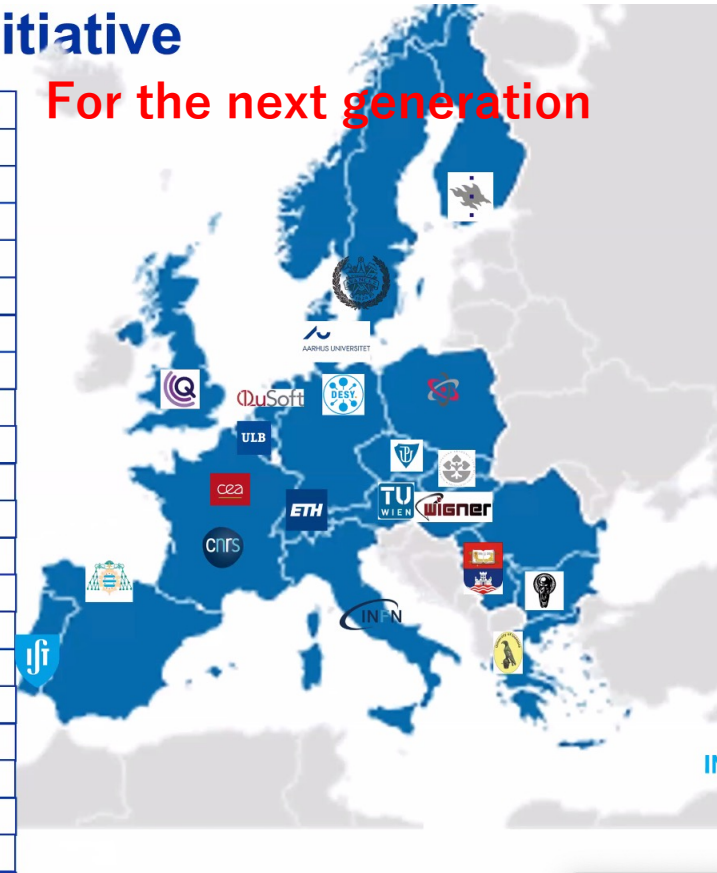 itiative
For the next generation
AARHUS UNIVERSITET
Q
QuSoft
DESY.
ULB
cea
ETH
TU
WIEN
wigner
cnrs
INFN
IN